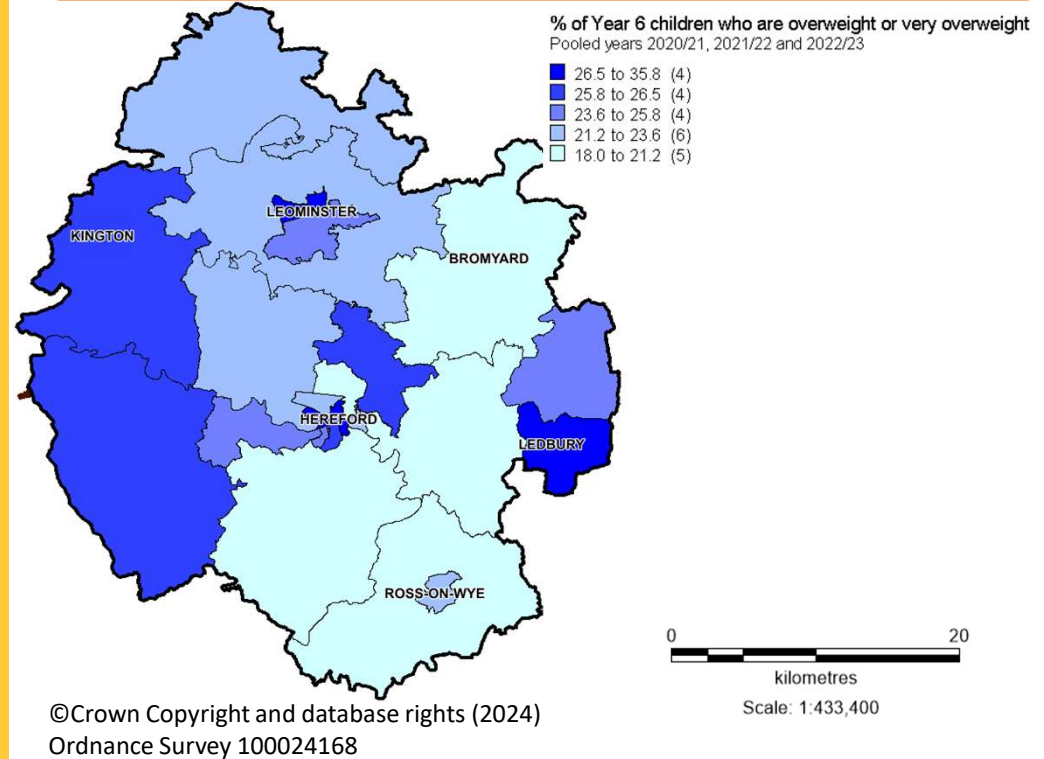 % of Year 6 children who are overweight or very overweight
Pooled years 2020/21, 2021/22 and 2022/23
26.5 to 35.8 (4)
25.8 to 26.5 (4)
23.6 to 25.8 (4)
21.2 to 23.6 (6)
18.0 to 21.2 (5)
LEOMINSTER
KINGTON
BROMYARD
HEREFORD
LEDBURY
ROSS-ON-WYE
0 20
kilometres
Scale: 1:433,400
©Crown Copyright and database rights (2024)
Ordnance Survey 100024168